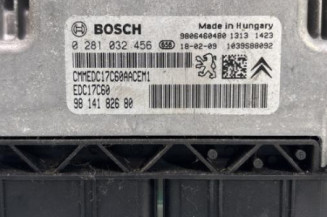 BOSCH
Made in Hungary
0 281 032 456
9806460480 1313 1423
18-02-09 1039S88092
CMMEDC17C60AACEM1
EDC17C60
98 141 826 80